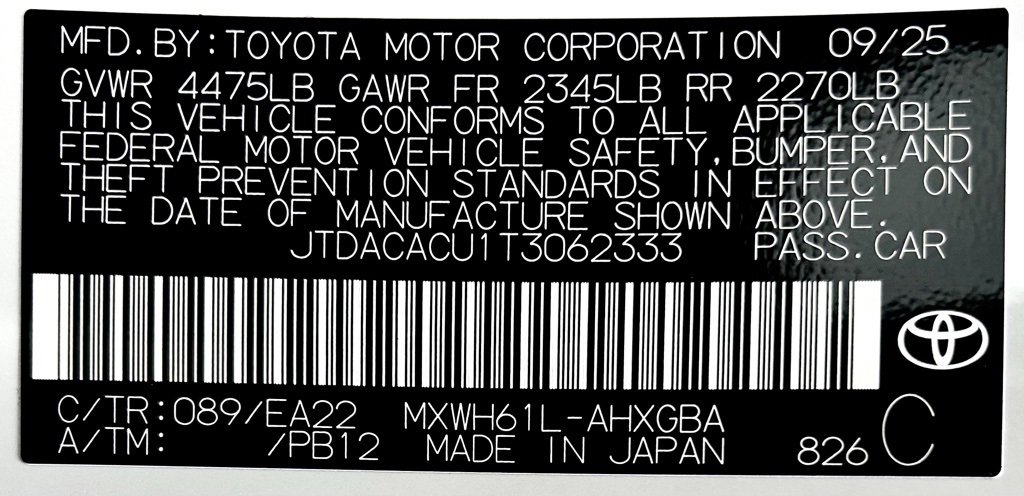 MFD.BY:TOYOTA MOTOR CORPORATION 09/25
GVWR 4475LB GAWR FR 2345LB RR 2270LB
THIS VEHICLE CONFORMS TO ALL APPLICABLE
FEDERAL MOTOR VEHICLE SAFETY,BUMPER,AND
THEFT PREVENTION STANDARDS IN EFFECT ON
THE DATE OF MANUFACTURE SHOWN ABOVE.
JTDACACU1T3062333 PASS.CAR
C/TR:089/EA22 MXWH61L-AHXGBA
A/TM: /PB12 MADE IN JAPAN 826 C